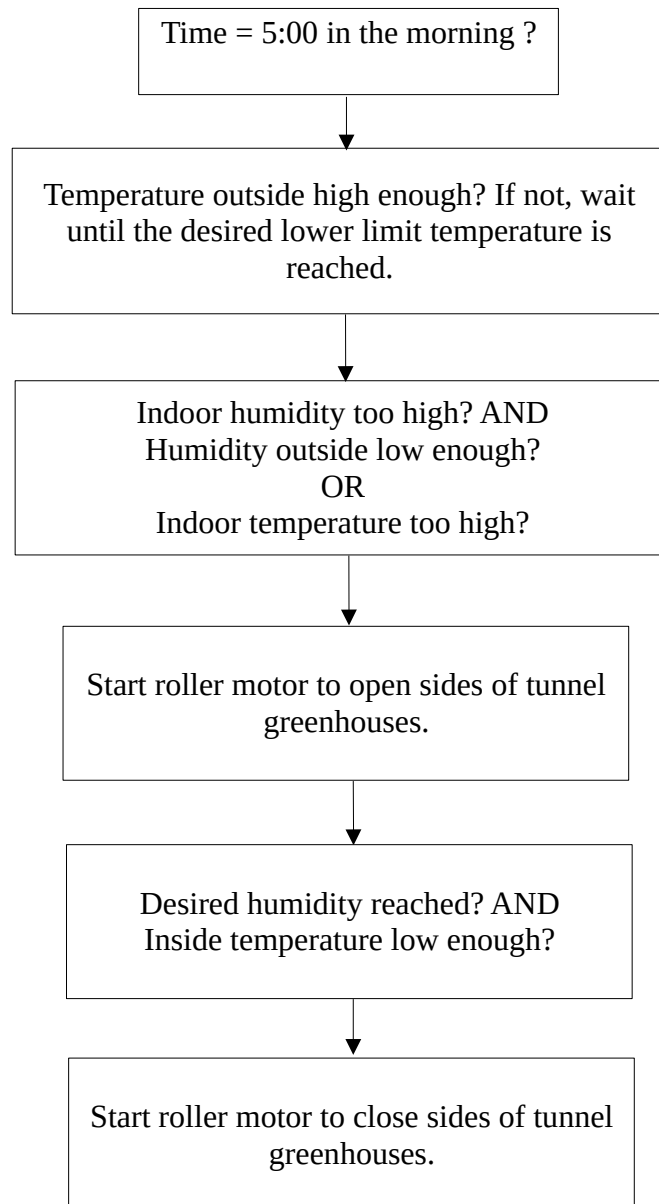 Time = 5:00 in the morning ?
Temperature outside high enough? If not, wait
until the desired lower limit temperature is
reached.
Indoor humidity too high? AND
Humidity outside low enough?
OR
Indoor temperature too high?
Start roller motor to open sides of tunnel
greenhouses.
Desired humidity reached? AND
Inside temperature low enough?
Start roller motor to close sides of tunnel
greenhouses.